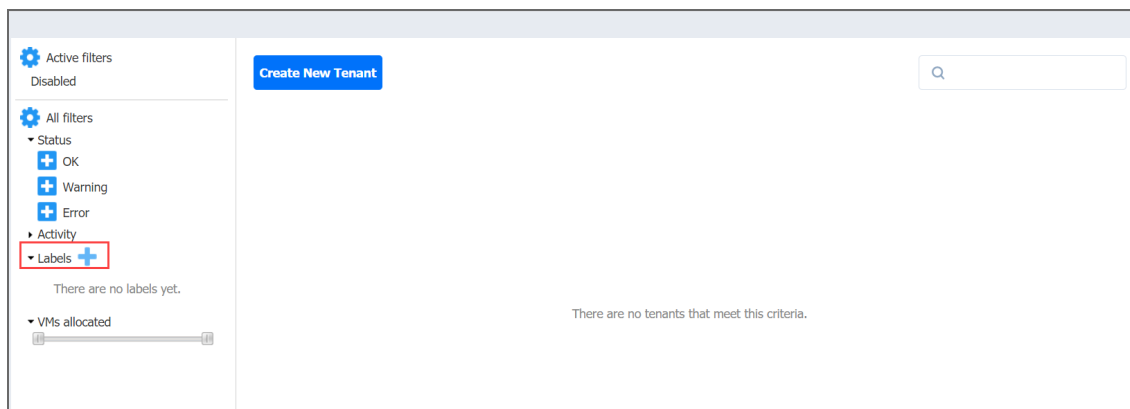 Active filters
Disabled
All filters
Status
OK
Warning
Error
Activity
Labels
There are no labels yet.
VMs allocated
Create New Tenant
There are no tenants that meet this criteria.